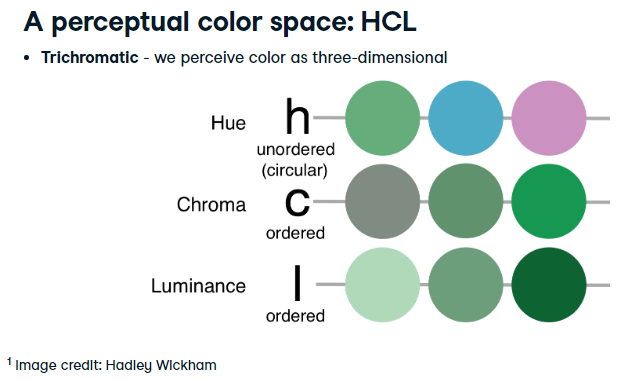 A perceptual color space: HCL
• Trichromatic - we perceive color as three-dimensional
Hue h
unordered
(circular)
Chroma c
ordered
Luminance l
ordered
1 Image credit: Hadley Wickham